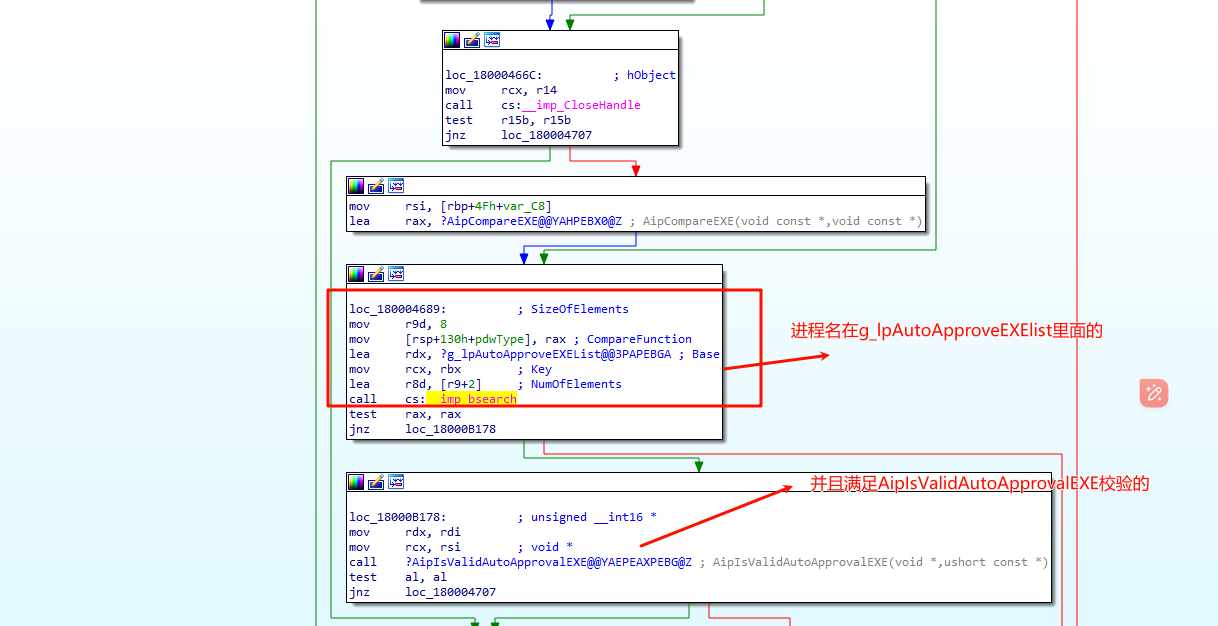 loc_18000466C: ; hObject
mov rcx, r14
call cs:__imp_CloseHandle
test r15b, r15b
jnz loc_180004707
mov rsi, [rbp+4Fh+var_C8]
lea rax, ?AipCompareEXE@@YAHPEBX0@Z ; AipCompareEXE(void const *,void const *)
loc_180004689: ; SizeOfElements
mov r9d, 8
mov [rsp+130h+pdwType], rax ; CompareFunction
lea rdx, ?g_lpAutoApproveEXEList@@3PAPEBGA ; Base
mov rcx, rbx ; Key
lea r8d, [r9+2] ; NumOfElements
call cs:__imp_bsearch
test rax, rax
jnz loc_18000B178
进程名在g_lpAutoApproveEXElist里面的
loc_18000B178: ; unsigned __int16 *
mov rdx, rdi
mov rcx, rsi ; void *
call ?AipIsValidAutoApprovalEXE@@YAEPEAXPEBG@Z ; AipIsValidAutoApprovalEXE(void *,ushort const *)
test al, al
jnz loc_180004707
并且满足AipIsValidAutoApprovalEXE校验的